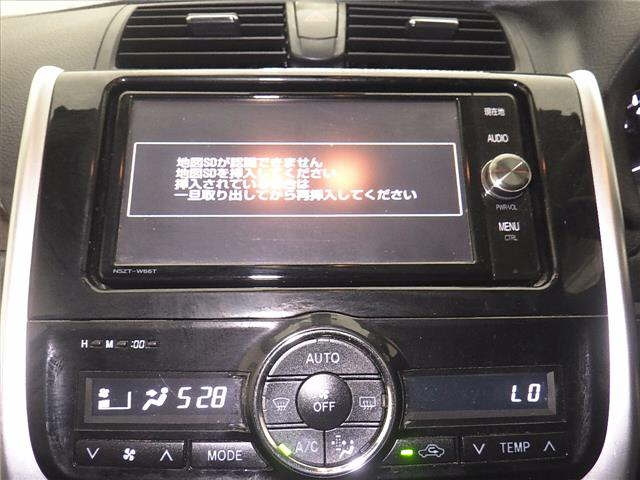 現在地
AUDIO
地図SDが認識できません
地図SDを挿入してください
挿入されている場合は
一旦取り出してから再挿入してください
PWR·VOL
MENU
CTRL
NSZT-W66T
H M :00
AUTO
5:28
OFF
LO
MODE
A/C
TEMP